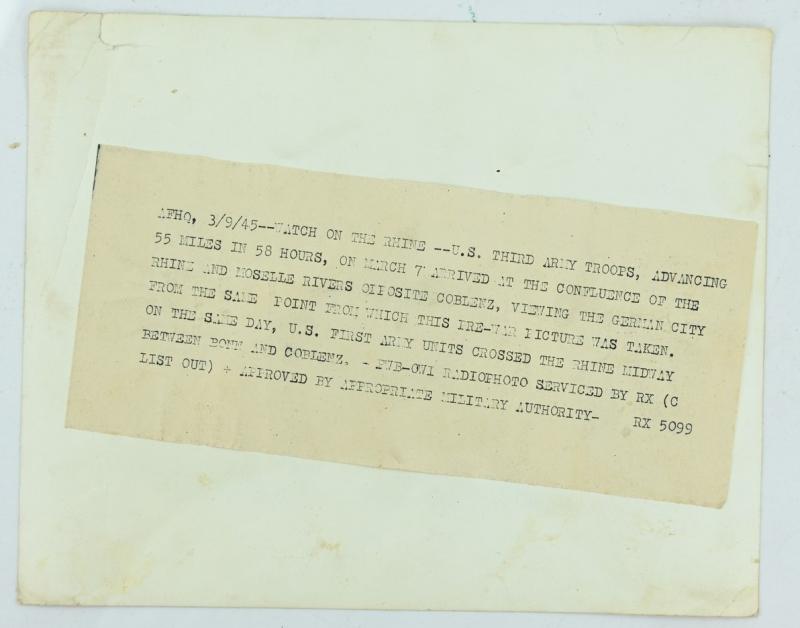 AFHQ, 3/9/45--WATCH ON THE RHINE --U.S. THIRD ARMY TROOPS, ADVANCING
55 MILES IN 58 HOURS, ON MARCH 7 ARRIVED AT THE CONFLUENCE OF THE
RHINE AND MOSELLE RIVERS OPPOSITE COBLENZ, VIEWING THE GERMAN CITY
FROM THE SAME POINT FROM WHICH THIS PRE-WAR PICTURE WAS TAKEN.
ON THE SAME DAY, U.S. FIRST ARMY UNITS CROSSED THE RHINE MIDWAY
BETWEEN BONN AND COBLENZ. - PWB-OWI RADIOPHOTO SERVICED BY RX (C
LIST OUT) + APPROVED BY APPROPRIATE MILITARY AUTHORITY- RX 5099